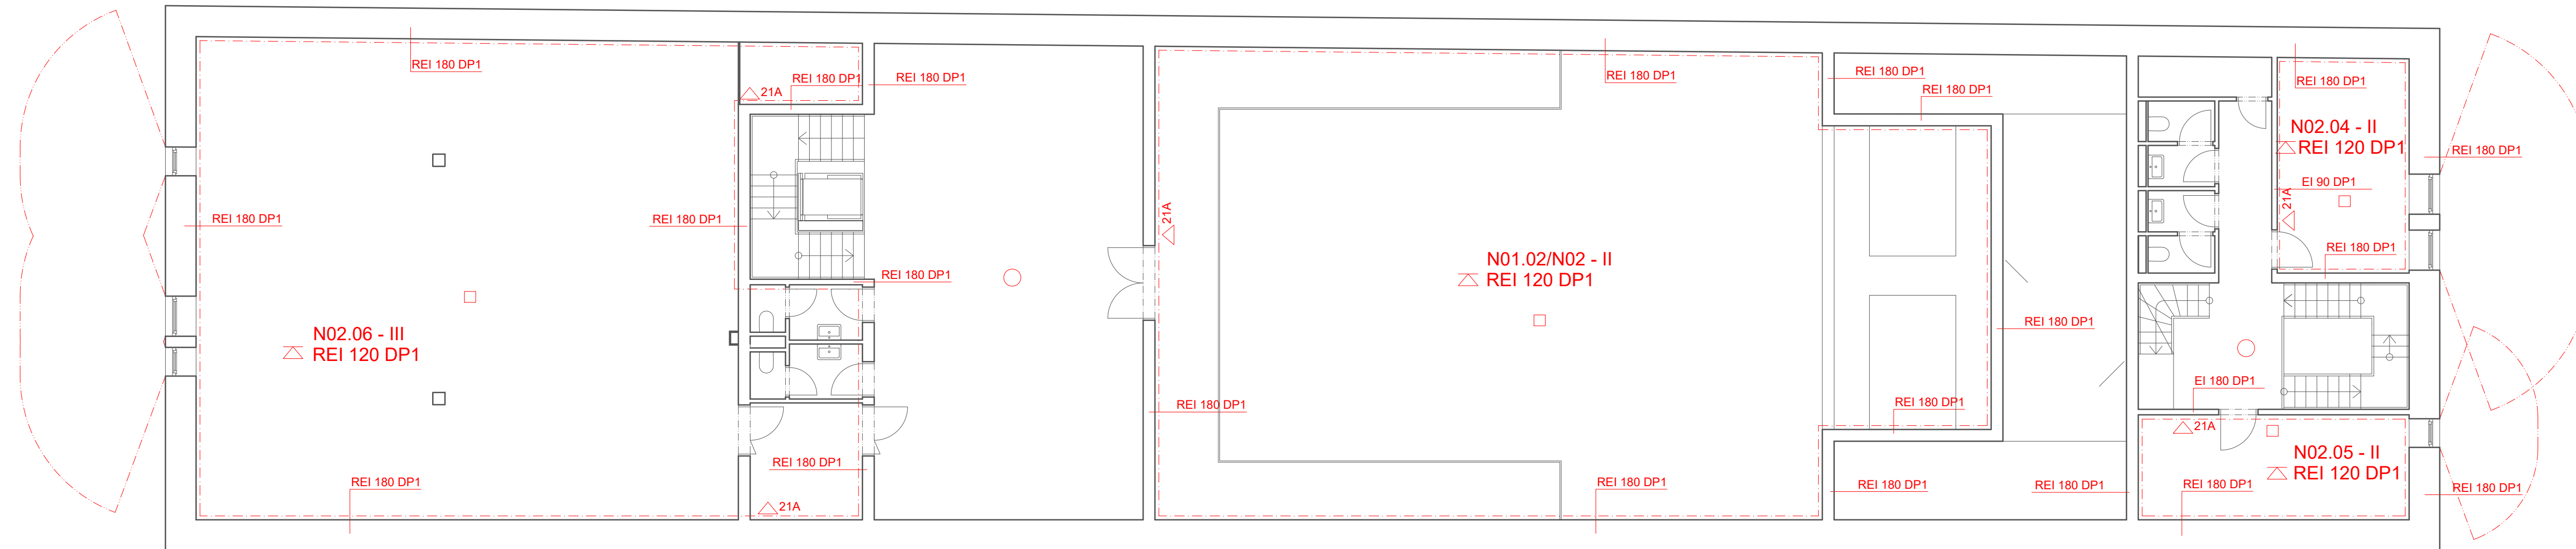 REI 180 DP1
REI 180 DP1
21A
REI 180 DP1
REI 180 DP1
REI 180 DP1
REI 180 DP1
N02.06 - III
REI 120 DP1
REI 180 DP1
REI 180 DP1
REI 180 DP1
21A
REI 180 DP1
21A
N01.02/N02 - II
REI 120 DP1
REI 180 DP1
REI 180 DP1
REI 180 DP1
REI 180 DP1
REI 180 DP1
REI 180 DP1
REI 180 DP1
REI 180 DP1
REI 180 DP1
N02.04 - II
REI 120 DP1
REI 180 DP1
EI 90 DP1
21A
REI 180 DP1
EI 180 DP1
21A
N02.05 - II
REI 120 DP1
REI 180 DP1
REI 180 DP1